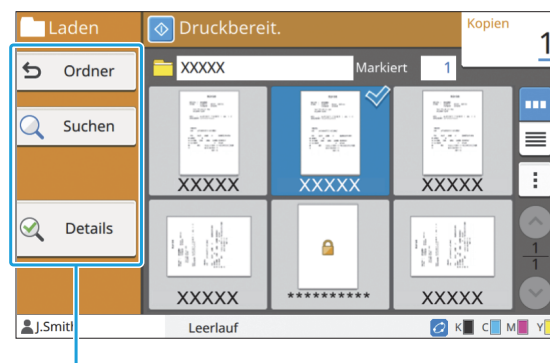 Laden
Druckbereit.
Kopien
1
Ordner
XXXXX
Markiert 1
Suchen
XXXXX XXXXX XXXXX
Details
1
1
XXXXX ********** XXXXX
J.Smith Leerlauf K C M Y